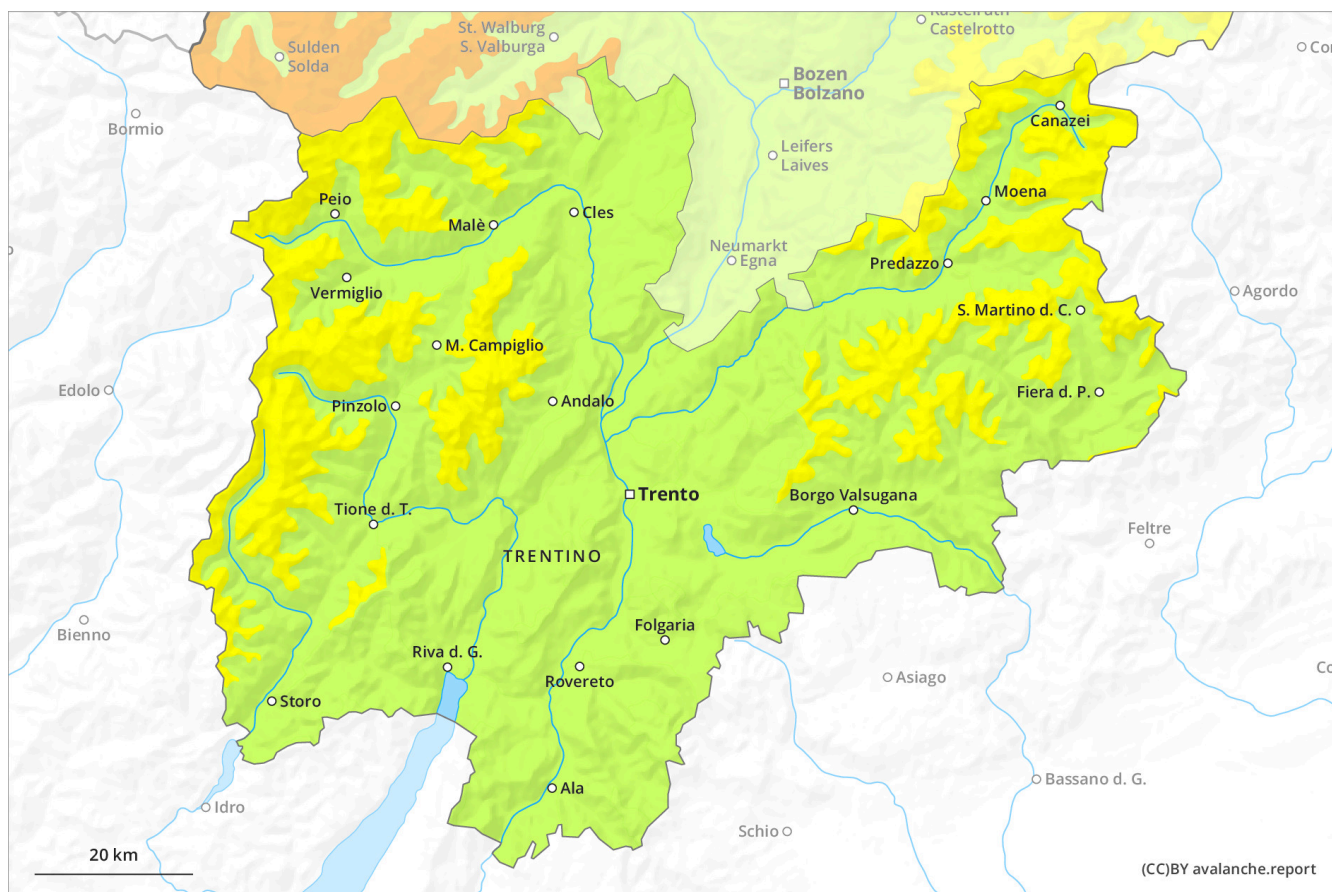 Kastelruth
Castelrotto
St. Walburg
S. Valburga
Sulden
Solda
Bozen
Bolzano
Canazei
Bormio
Leifers
Laives
Peio
Malè
Cles
Moena
Neumarkt
Egna
Predazzo
Vermiglio
Agordo
S. Martino d. C.
M. Campiglio
Edolo
Andalo
Pinzolo
Fiera d. P.
Trento
Borgo Valsugana
Tione d. T.
Feltre
TRENTINO
Bienno
Folgaria
Riva d. G.
Asiago
Rovereto
Storo
Bassano d. G.
Ala
Idro
Schio
20 km
(CC)BY avalanche.report